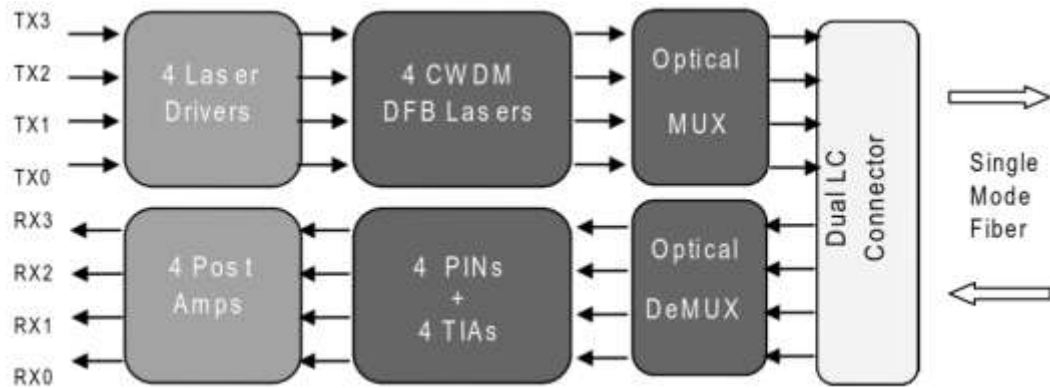 TX3
TX2
TX1
TX0
4 Laser
Drivers
4 CWDM
DFB Lasers
Optical
MUX
Dual LC
Connector
Single
Mode
Fiber
RX3
RX2
RX1
RX0
4 Post
Amps
4 PINs
+
4 TIAs
Optical
DeMUX